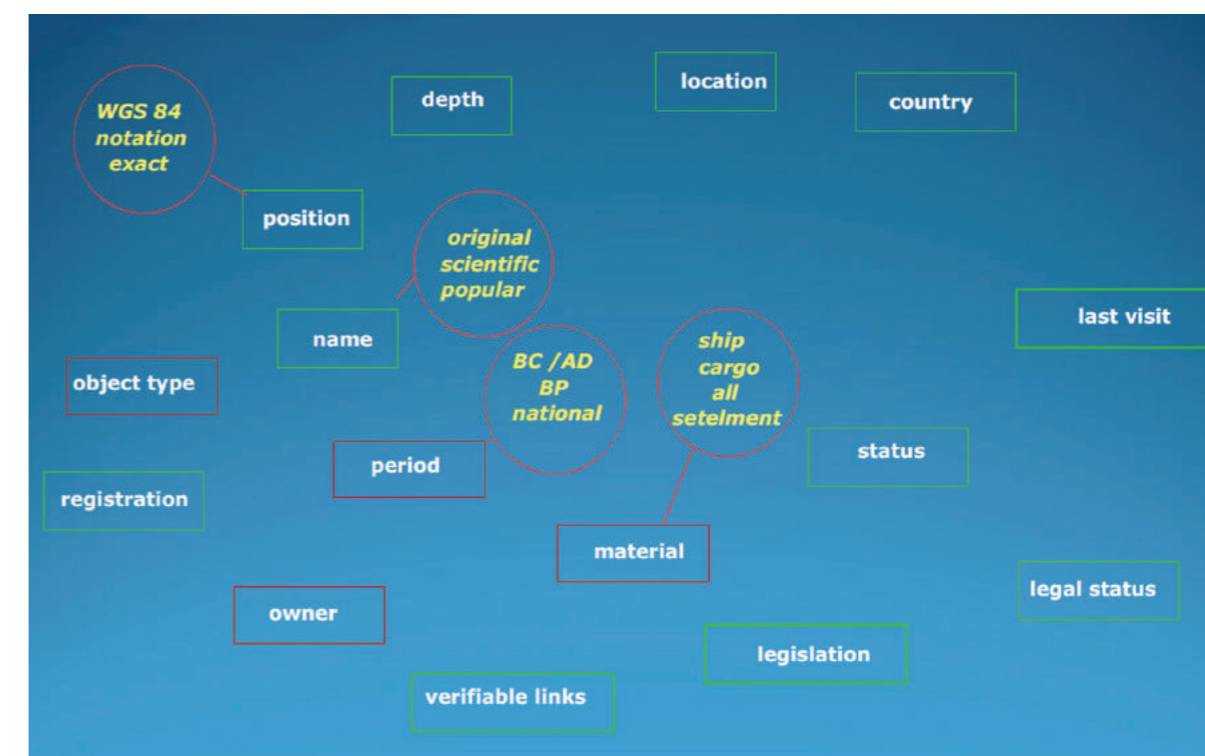 location
depth
country
WGS 84
notation
exact
position
original
scientific
popular
last visit
name
ship
cargo
all
setelment
BC /AD
BP
national
object type
status
period
registration
material
legal status
owner
legislation
verifiable links